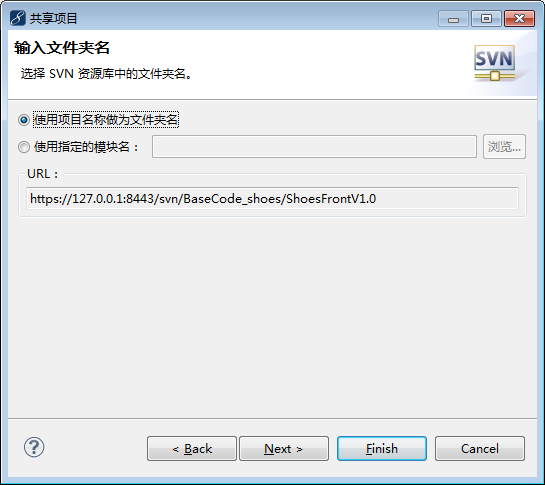 共享项目
输入文件夹名
选择 SVN 资源库中的文件夹名。
SVN
使用项目名称做为文件夹名
使用指定的模块名：
浏览...
URL：
https://127.0.0.1:8443/svn/BaseCode_shoes/ShoesFrontV1.0
?
< Back
Next >
Finish
Cancel